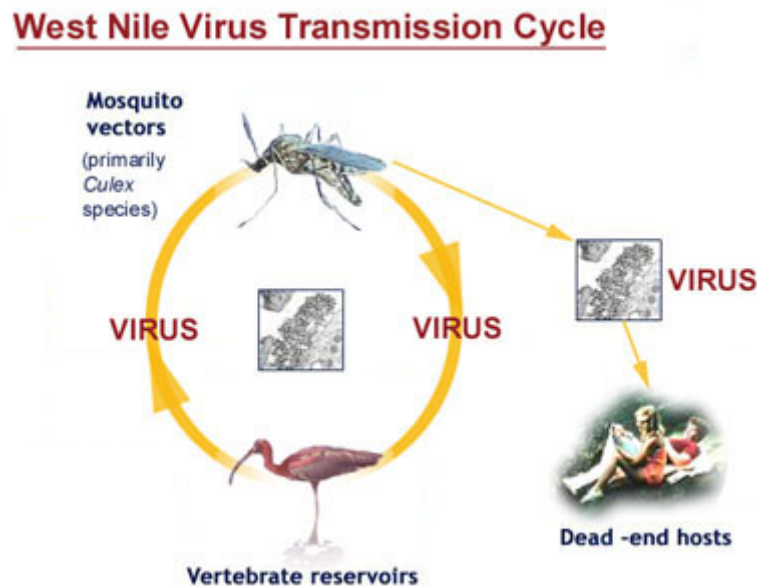 West Nile Virus Transmission Cycle
Mosquito
vectors
(primarily
Culex
species)
VIRUS
VIRUS
VIRUS
Vertebrate reservoirs
Dead -end hosts